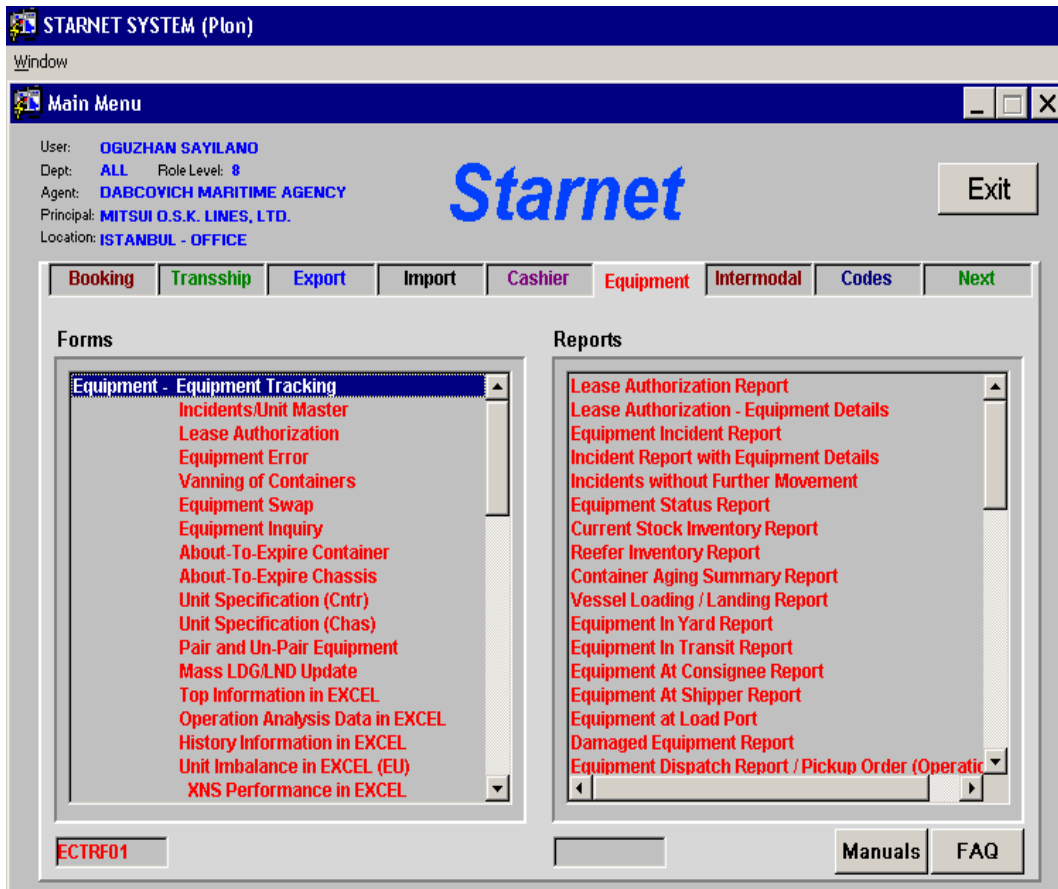 STARNET SYSTEM (Plon)
Window
Main Menu
User: OGUZHAN SAYILANO
Dept: ALL Role Level: 8
Agent: DABCOVICH MARITIME AGENCY
Principal: MITSUI O.S.K. LINES, LTD.
Location: ISTANBUL - OFFICE
Starnet
Exit
Booking Transship Export Import Cashier Equipment Intermodal Codes Next
Forms
Equipment - Equipment Tracking
Incidents/Unit Master
Lease Authorization
Equipment Error
Vanning of Containers
Equipment Swap
Equipment Inquiry
About-To-Expire Container
About-To-Expire Chassis
Unit Specification (Cntr)
Unit Specification (Chas)
Pair and Un-Pair Equipment
Mass LDG/LND Update
Top Information in EXCEL
Operation Analysis Data in EXCEL
History Information in EXCEL
Unit Imbalance in EXCEL (EU)
XNS Performance in EXCEL
ECTRF01
Reports
Lease Authorization Report
Lease Authorization - Equipment Details
Equipment Incident Report
Incident Report with Equipment Details
Incidents without Further Movement
Equipment Status Report
Current Stock Inventory Report
Reefer Inventory Report
Container Aging Summary Report
Vessel Loading / Landing Report
Equipment In Yard Report
Equipment In Transit Report
Equipment At Consignee Report
Equipment At Shipper Report
Equipment at Load Port
Damaged Equipment Report
Equipment Dispatch Report / Pickup Order (Operatic
Manuals FAQ